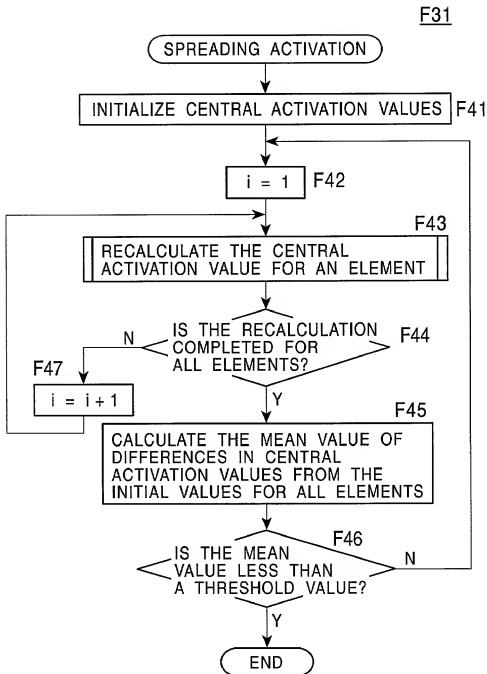 F31
SPREADING ACTIVATION
INITIALIZE CENTRAL ACTIVATION VALUES
F41
i = 1
F42
F43
RECALCULATE THE CENTRAL
ACTIVATION VALUE FOR AN ELEMENT
IS THE RECALCULATION
COMPLETED FOR
ALL ELEMENTS?
F44
N
Y
F47
i = i+1
F45
CALCULATE THE MEAN VALUE OF
DIFFERENCES IN CENTRAL
ACTIVATION VALUES FROM THE
INITIAL VALUES FOR ALL ELEMENTS
F46
IS THE MEAN
VALUE LESS THAN
A THRESHOLD VALUE?
N
Y
END